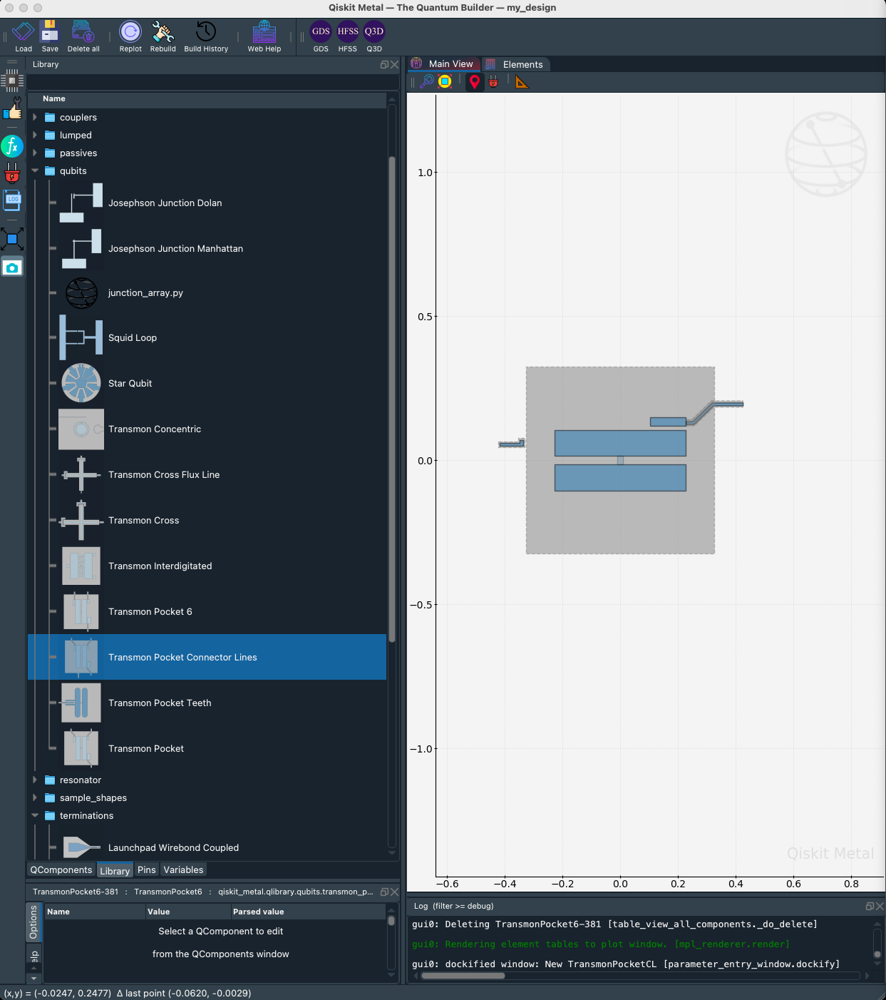 Qiskit Metal — The Quantum Builder — my_design
GDS HFSS Q3D
Load Save Delete all Replot Rebuild Build History Web Help GDS HFSS Q3D
Library
Main View Elements
Name
couplers
lumped
passives
fx
qubits
LOG
Josephson Junction Dolan
Josephson Junction Manhattan
junction_array.py
Squid Loop
Star Qubit
Transmon Concentric
Transmon Cross Flux Line
Transmon Cross
Transmon Interdigitated
Transmon Pocket 6
Transmon Pocket Connector Lines
Transmon Pocket Teeth
Transmon Pocket
resonator
sample_shapes
terminations
Launchpad Wirebond Coupled
QComponents Library Pins Variables
1.0
0.5
0.0
−0.5
−1.0
Qiskit Metal
−0.6 −0.4 −0.2 0.0 0.2 0.4 0.6 0.8
TransmonPocket6-381 : TransmonPocket6 : qiskit_metal.qlibrary.qubits.transmon_p...
Options
elp
Name Value Parsed value
Select a QComponent to edit
from the QComponents window
Log (filter >= debug)
gui0: Deleting TransmonPocket6-381 [table_view_all_components._do_delete]
gui0: Rendering element tables to plot window. [mpl_renderer.render]
gui0: dockified window: New TransmonPocketCL [parameter_entry_window.dockify]
(x,y) = (-0.0247, 0.2477) Δ last point (-0.0620, -0.0029)